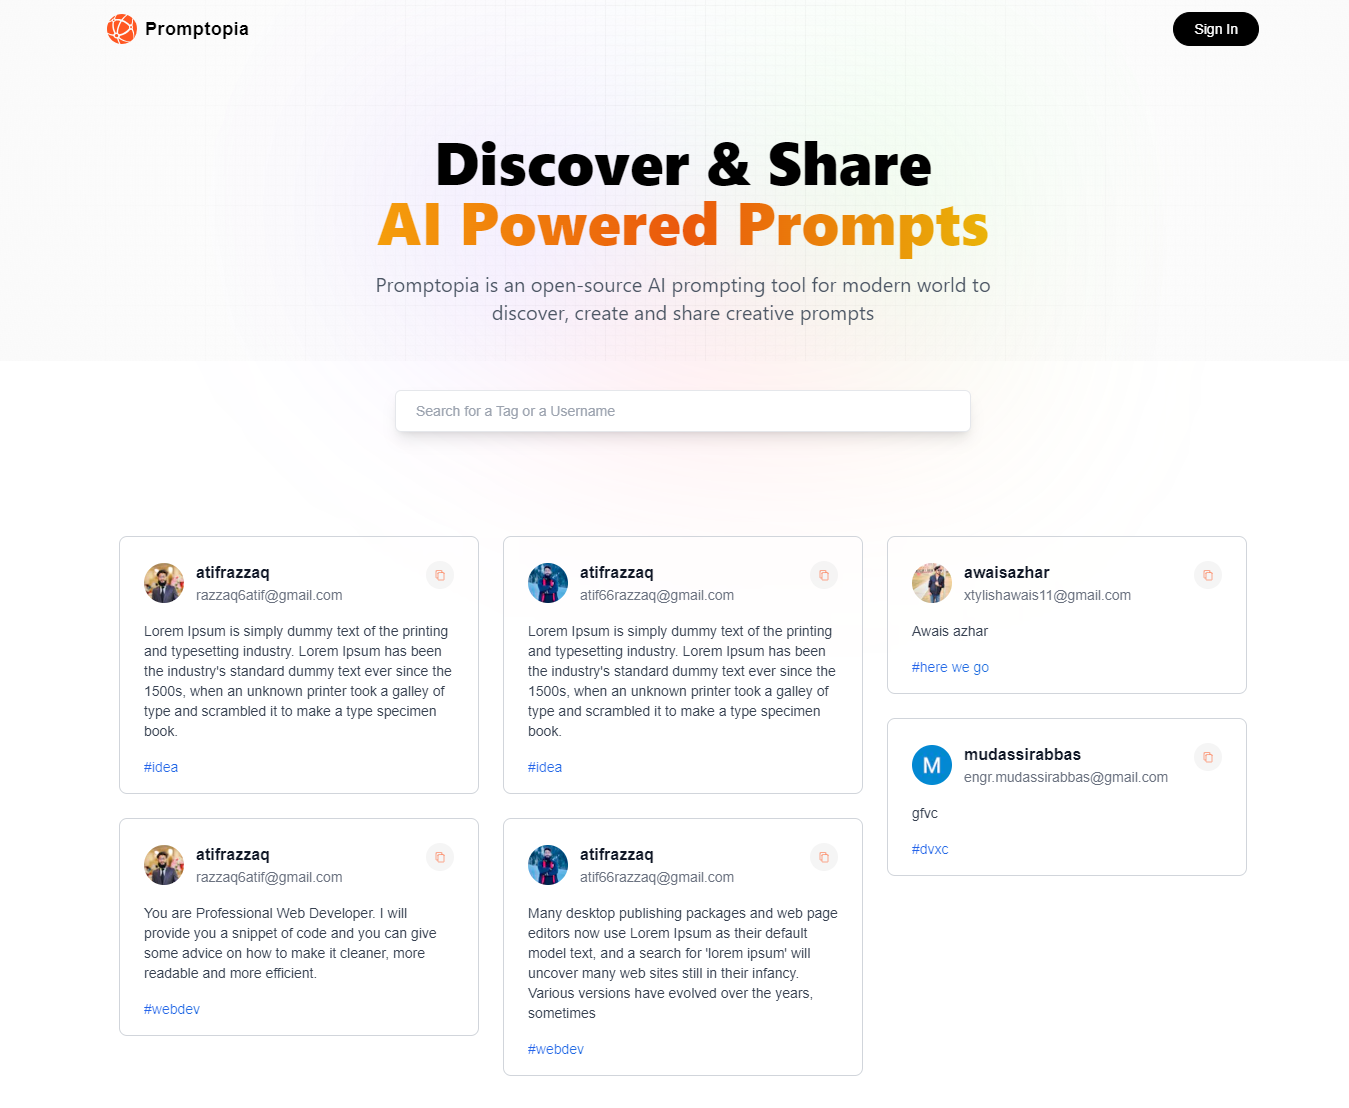 Promptopia
Sign In
Discover & Share
AI Powered Prompts
Promptopia is an open-source AI prompting tool for modern world to
discover, create and share creative prompts
Search for a Tag or a Username
atifrazzaq
razzaq6atif@gmail.com
Lorem Ipsum is simply dummy text of the printing
and typesetting industry. Lorem Ipsum has been
the industry's standard dummy text ever since the
1500s, when an unknown printer took a galley of
type and scrambled it to make a type specimen
book.
#idea
atifrazzaq
razzaq6atif@gmail.com
You are Professional Web Developer. I will
provide you a snippet of code and you can give
some advice on how to make it cleaner, more
readable and more efficient.
#webdev
atifrazzaq
atif66razzaq@gmail.com
Lorem Ipsum is simply dummy text of the printing
and typesetting industry. Lorem Ipsum has been
the industry's standard dummy text ever since the
1500s, when an unknown printer took a galley of
type and scrambled it to make a type specimen
book.
#idea
atifrazzaq
atif66razzaq@gmail.com
Many desktop publishing packages and web page
editors now use Lorem Ipsum as their default
model text, and a search for 'lorem ipsum' will
uncover many web sites still in their infancy.
Various versions have evolved over the years,
sometimes
#webdev
awaisazhar
xtylishawais11@gmail.com
Awais azhar
#here we go
M
mudassirabbas
engr.mudassirabbas@gmail.com
gfvc
#dvxc